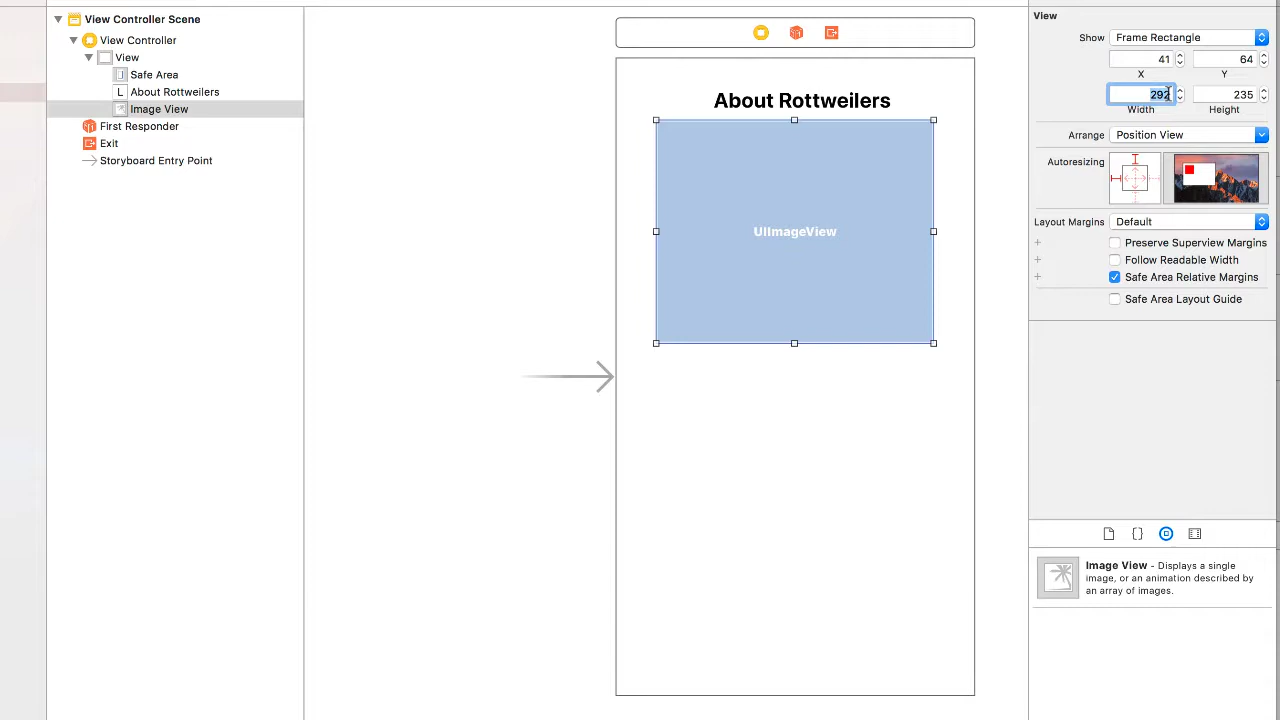 View Controller Scene
View Controller
View
Safe Area
L About Rottweilers
Image View
First Responder
Exit
Storyboard Entry Point
About Rottweilers
UIImageView
View
Show Frame Rectangle
41 64
X Y
292 235
Width Height
Arrange Position View
Autoresizing
Layout Margins Default
+ Preserve Superview Margins
+ Follow Readable Width
+ Safe Area Relative Margins
Safe Area Layout Guide
{}
Image View - Displays a single
image, or an animation described by
an array of images.